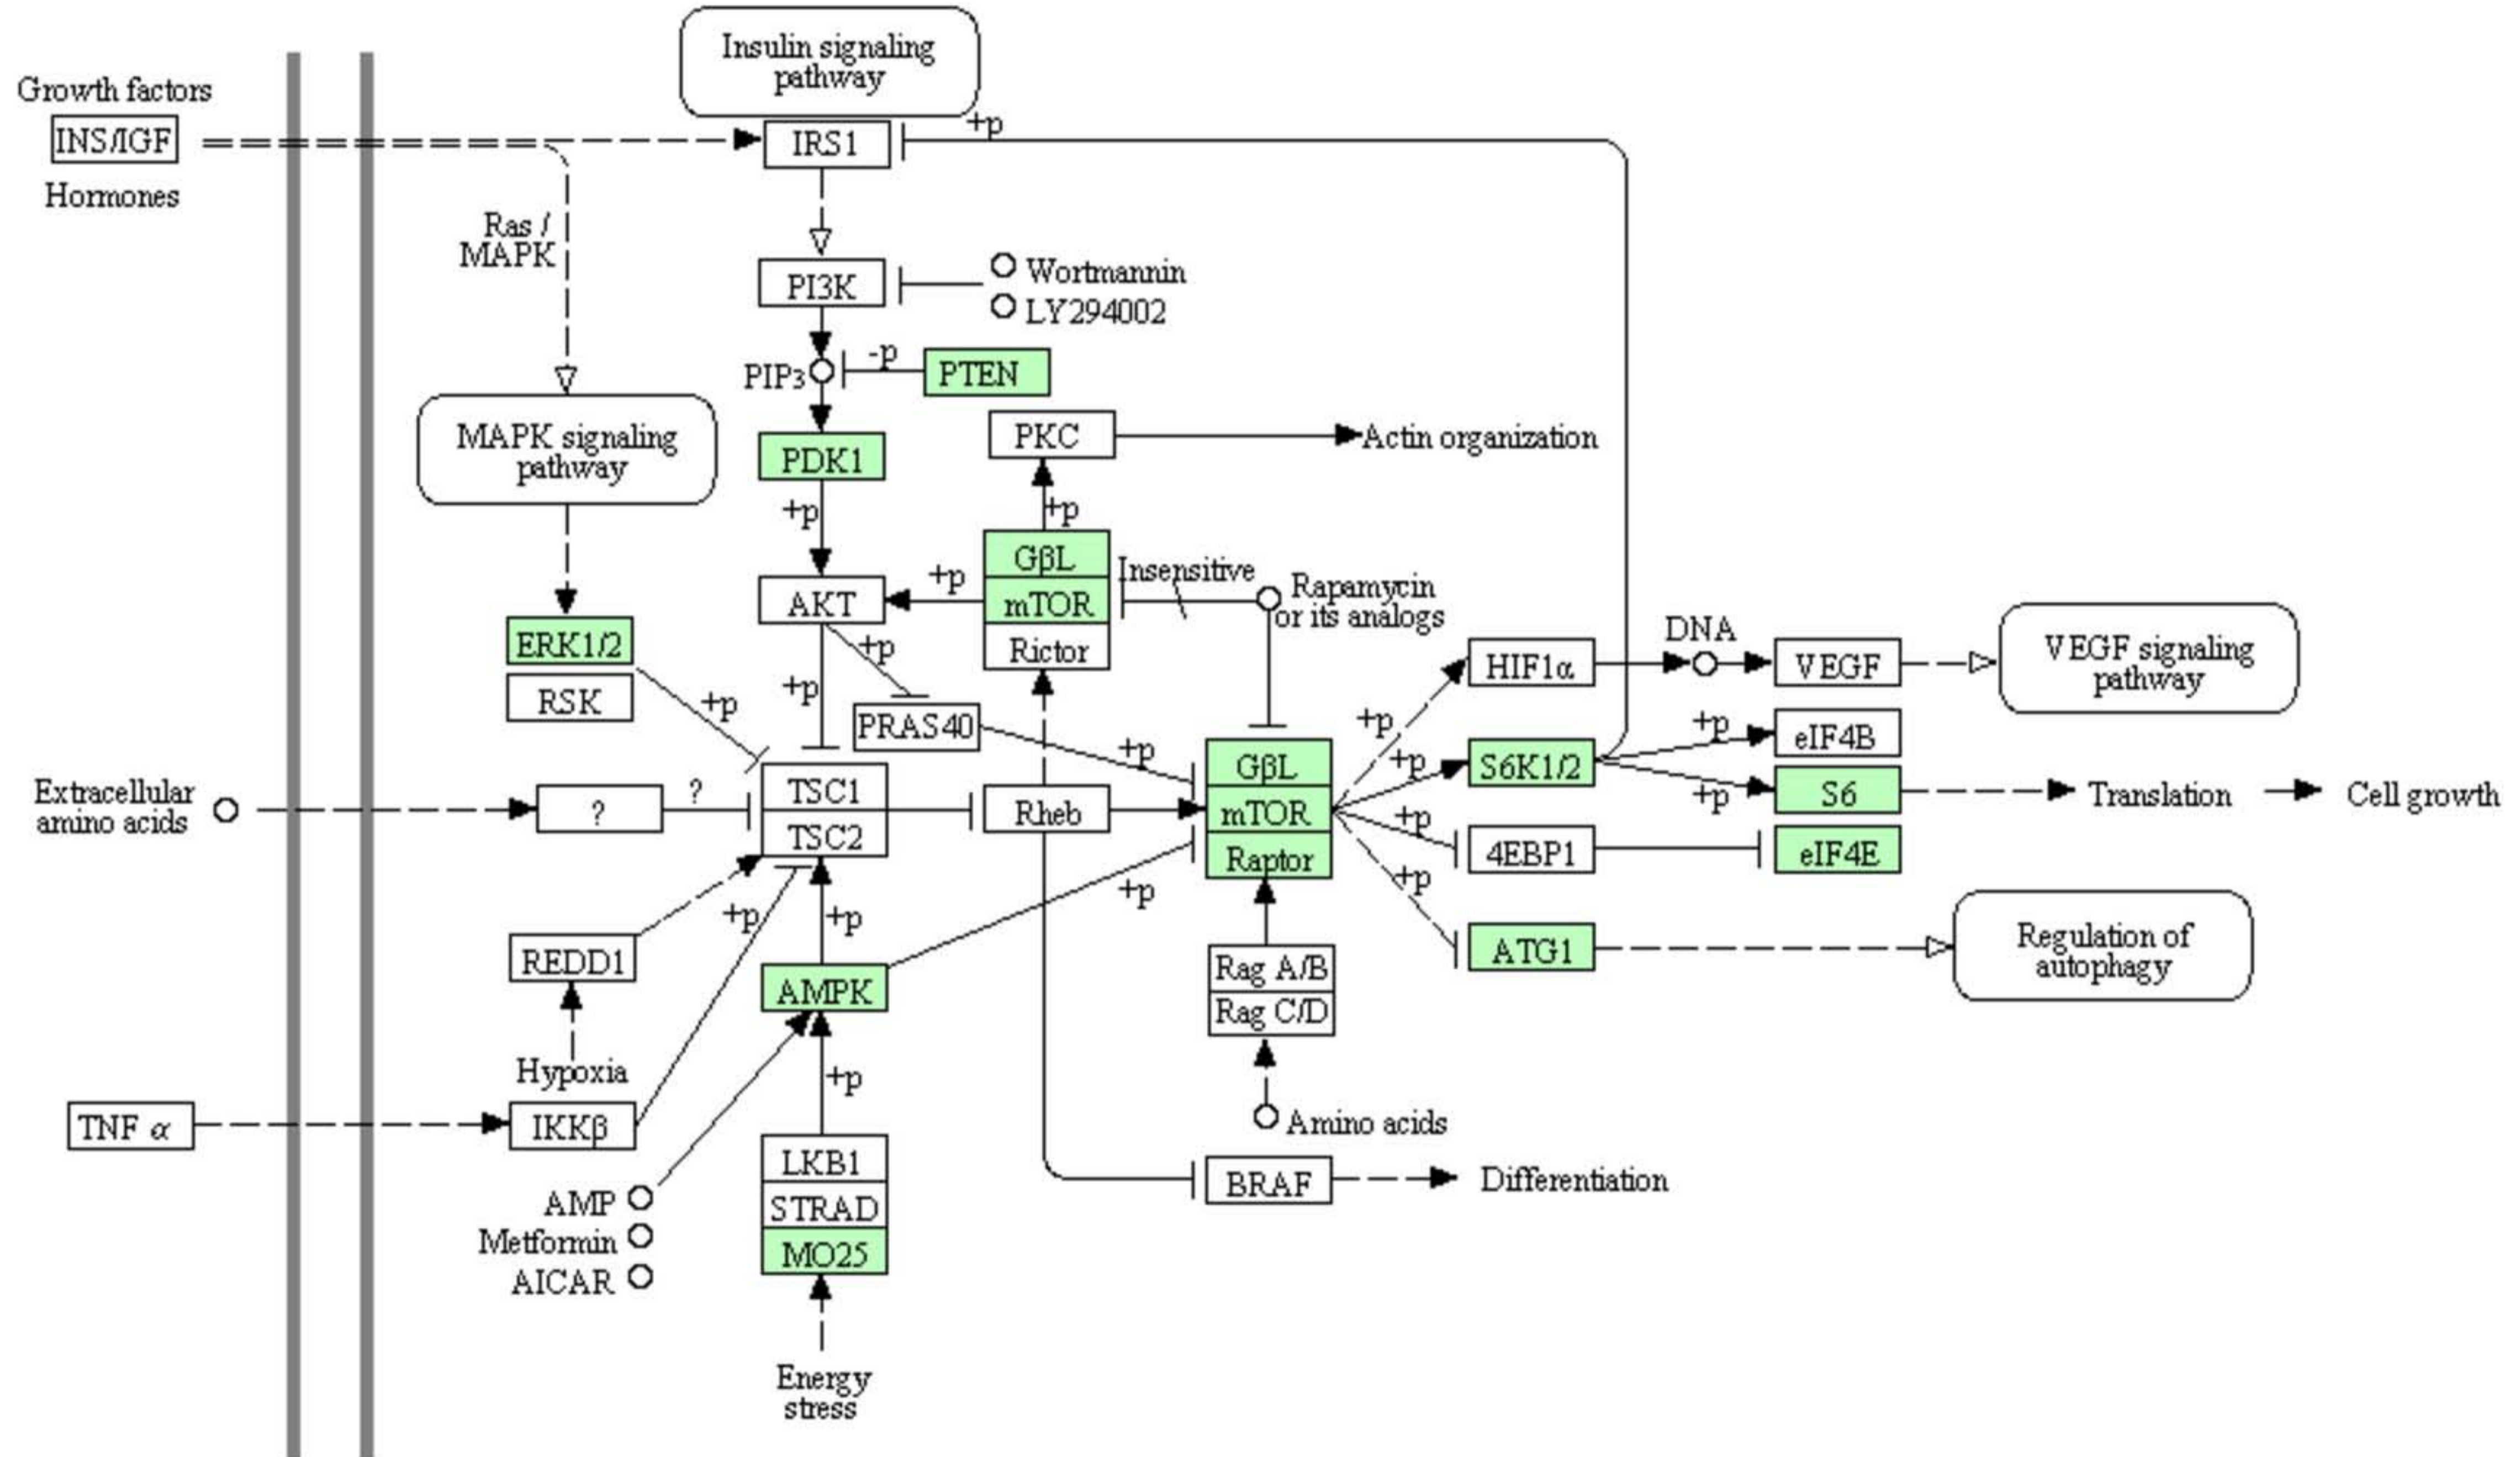 Insulin signaling
pathway
Growth factors
INS/IGF
Hormones
IRS1
+p
Ras /
MAPK
PI3K
Wortmannin
LY294002
PIP3
-p
PTEN
MAPK signaling
pathway
PDK1
PKC
Actin organization
+p
+p
GβL
mTOR
Rictor
AKT
+p
Insensitive
Rapamycin
or its analogs
ERK1/2
RSK
+p
+p
+p
PRAS40
+p
HIF1α
DNA
VEGF
VEGF signaling
pathway
+p
+p
+p
+p
GβL
mTOR
Raptor
S6K1/2
+p
+p
eIF4B
S6
Translation
Cell growth
4EBP1
eIF4E
ATG1
Regulation of
autophagy
Extracellular
amino acids
?
?
TSC1
TSC2
Rheb
+p
+p
+p
REDD1
AMPK
Rag A/B
Rag C/D
Hypoxia
+p
TNF α
IKKβ
Amino acids
LKB1
STRAD
MO25
BRAF
Differentiation
AMP
Metformin
AICAR
Energy
stress